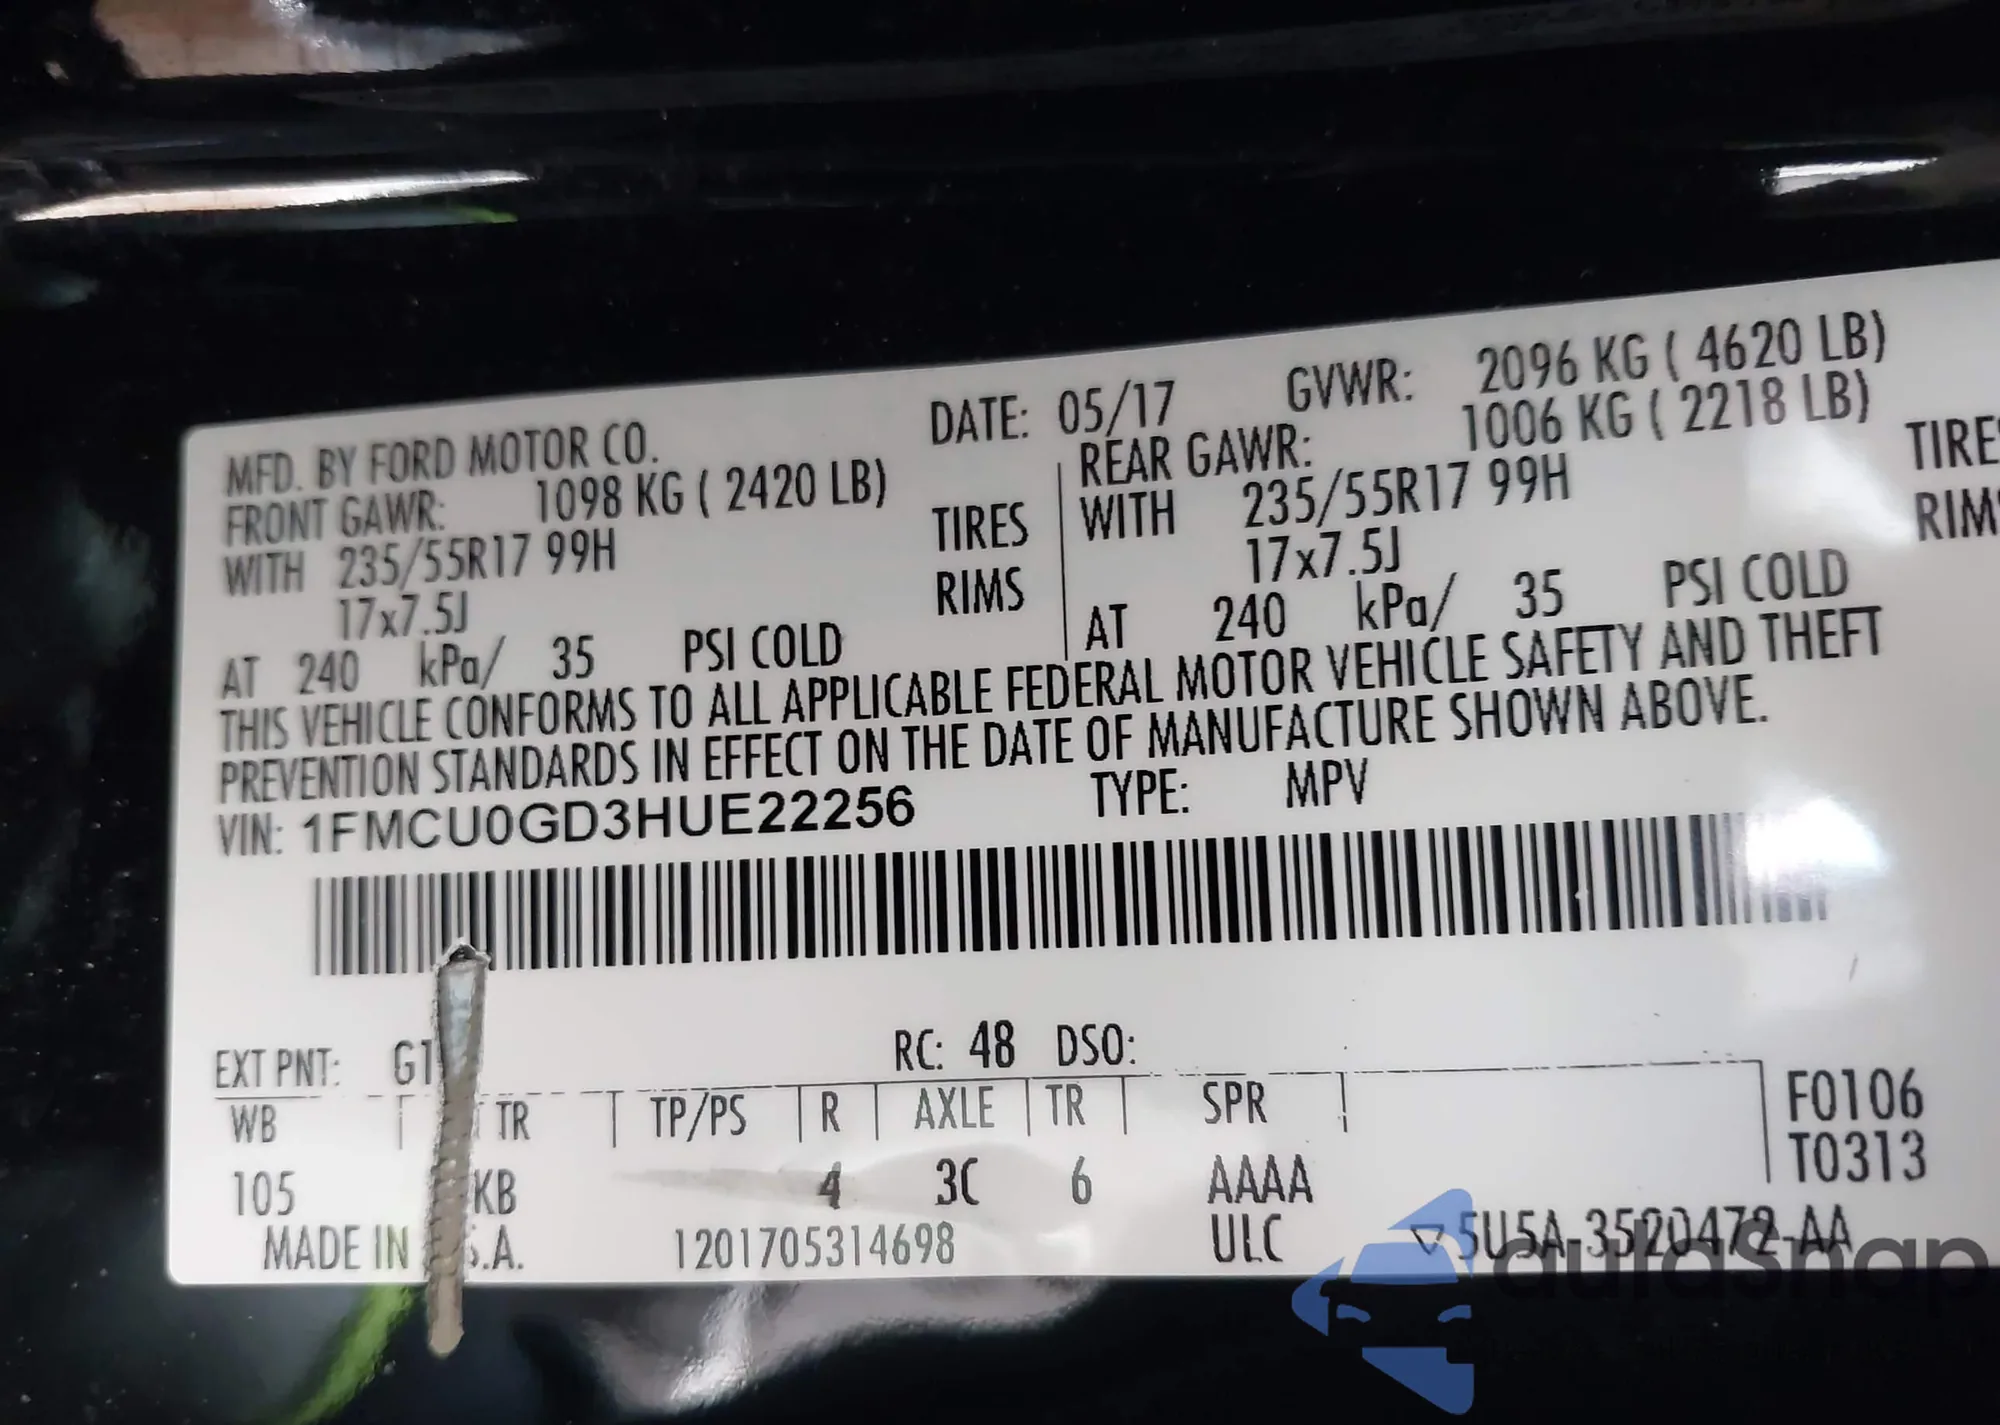 MFD. BY FORD MOTOR CO. DATE: 05/17 GVWR: 2096 KG ( 4620 LB)
FRONT GAWR: 1098 KG ( 2420 LB) REAR GAWR: 1006 KG ( 2218 LB)
WITH 235/55R17 99H TIRES WITH 235/55R17 99H TIRES
17x7.5J RIMS 17x7.5J RIMS
AT 240 kPa/ 35 PSI COLD AT 240 kPa/ 35 PSI COLD
THIS VEHICLE CONFORMS TO ALL APPLICABLE FEDERAL MOTOR VEHICLE SAFETY AND THEFT
PREVENTION STANDARDS IN EFFECT ON THE DATE OF MANUFACTURE SHOWN ABOVE.
VIN: 1FMCU0GD3HUE22256 TYPE: MPV
EXT PNT: G1 RC: 48 DSO:
WB TR TP/PS R AXLE TR SPR F0106
105 KB 4 3C 6 AAAA T0313
MADE IN U.S.A. 1201705314698 ULC 5U5A-3520472-AA
autosnap